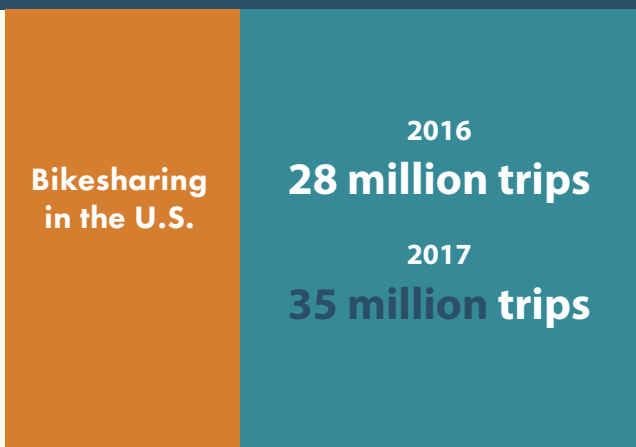 Bikesharing
in the U.S.
2016
28 million trips
2017
35 million trips